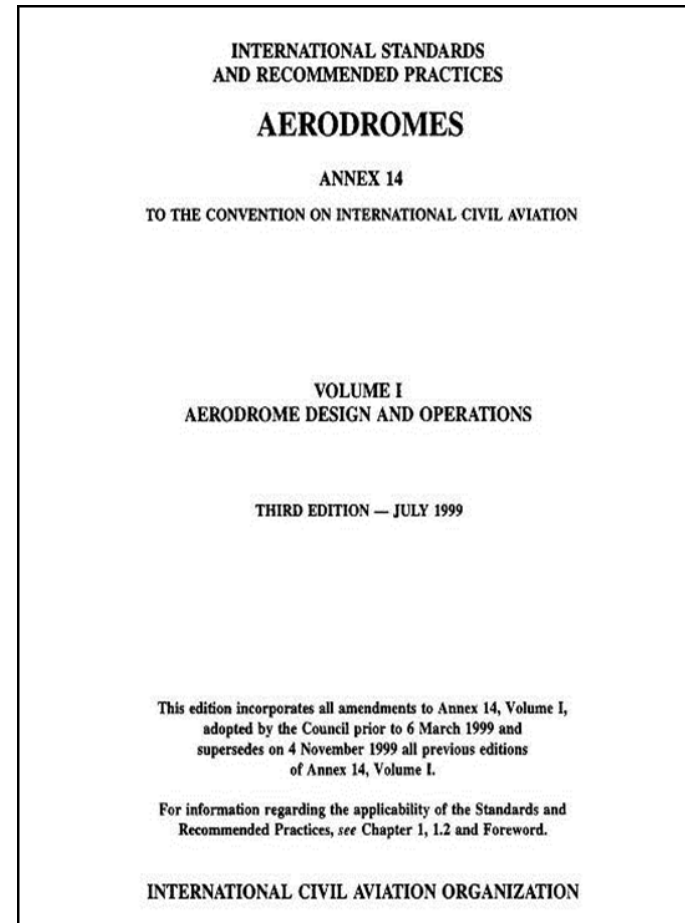 INTERNATIONAL STANDARDS
AND RECOMMENDED PRACTICES
AERODROMES
ANNEX 14
TO THE CONVENTION ON INTERNATIONAL CIVIL AVIATION
VOLUME I
AERODROME DESIGN AND OPERATIONS
THIRD EDITION — JULY 1999
This edition incorporates all amendments to Annex 14, Volume I,
adopted by the Council prior to 6 March 1999 and
supersedes on 4 November 1999 all previous editions
of Annex 14, Volume I.
For information regarding the applicability of the Standards and
Recommended Practices, see Chapter 1, 1.2 and Foreword.
INTERNATIONAL CIVIL AVIATION ORGANIZATION